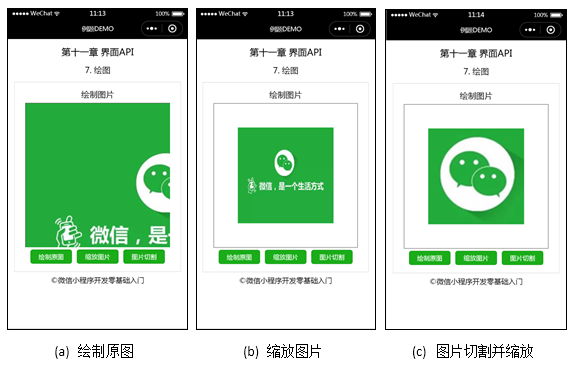 WeChat 11:13 100%
例题DEMO
第十一章 界面API
7. 绘图
绘制图片
微信,是一
绘制原图 缩放图片 图片切割
©微信小程序开发零基础入门
(a) 绘制原图
WeChat 11:13 100%
例题DEMO
第十一章 界面API
7. 绘图
绘制图片
微信,是一个生活方式
绘制原图 缩放图片 图片切割
©微信小程序开发零基础入门
(b) 缩放图片
WeChat 11:14 100%
例题DEMO
第十一章 界面API
7. 绘图
绘制图片
绘制原图 缩放图片 图片切割
©微信小程序开发零基础入门
(c) 图片切割并缩放